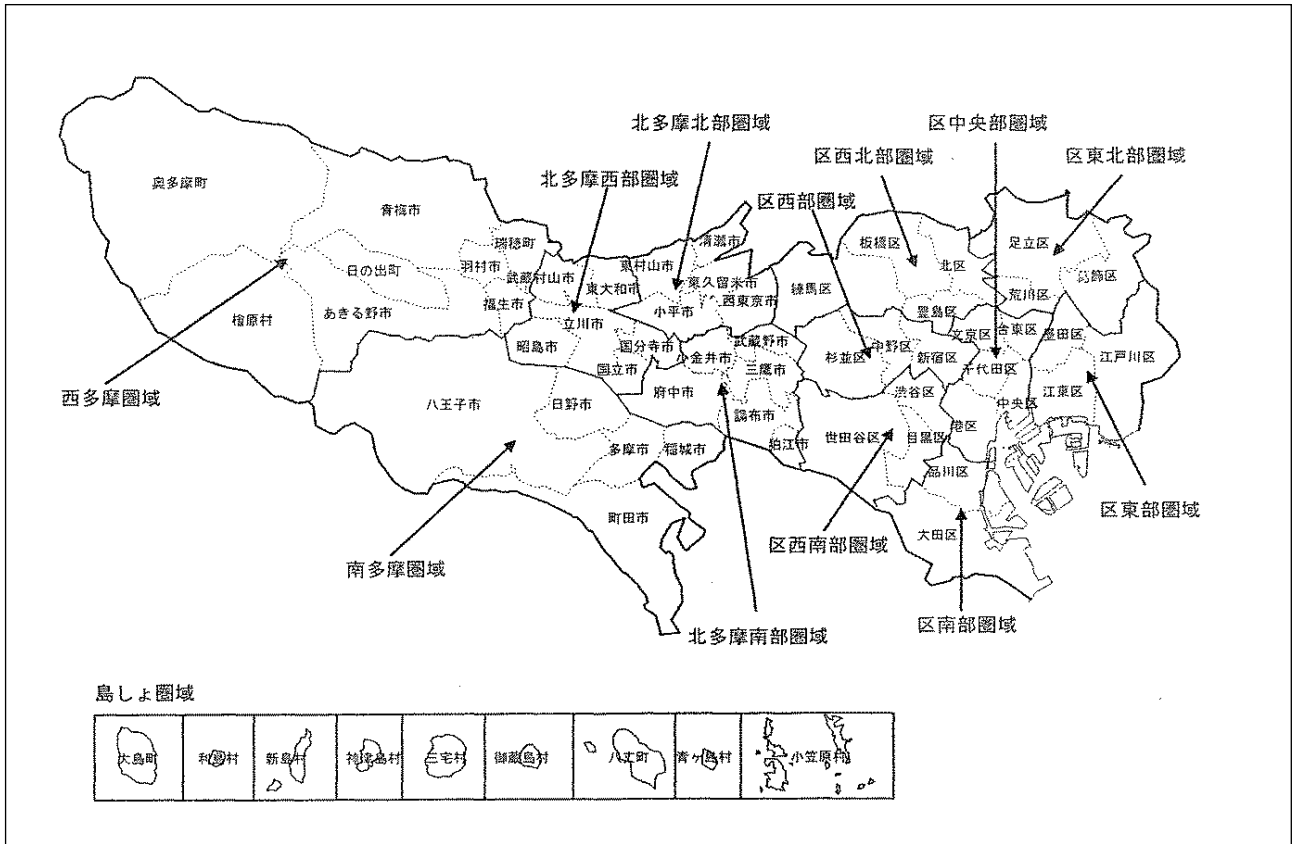 北多摩北部圏域
区中央部圏域
区西北部圏域
区東北部圏域
北多摩西部圏域
区西部圏域
奥多摩町
青梅市
瑞穂町
清瀬市
板橋区
足立区
日の出町
羽村市
武蔵村山市
東村山市
東大和市
東久留米市
西東京市
練馬区
北区
葛飾区
荒川区
檜原村
あきる野市
福生市
立川市
小平市
豊島区
文京区
台東区
墨田区
昭島市
国分寺市
小金井市
武蔵野市
杉並区
中野区
新宿区
千代田区
江戸川区
国立市
三鷹市
西多摩圏域
八王子市
日野市
府中市
渋谷区
中央区
江東区
調布市
港区
多摩市
稲城市
狛江市
世田谷区
目黒区
品川区
町田市
大田区
区東部圏域
南多摩圏域
区西南部圏域
北多摩南部圏域
区南部圏域
島しょ圏域
大島町
利島村
新島村
神津島村
三宅村
御蔵島村
八丈町
青ヶ島村
小笠原村